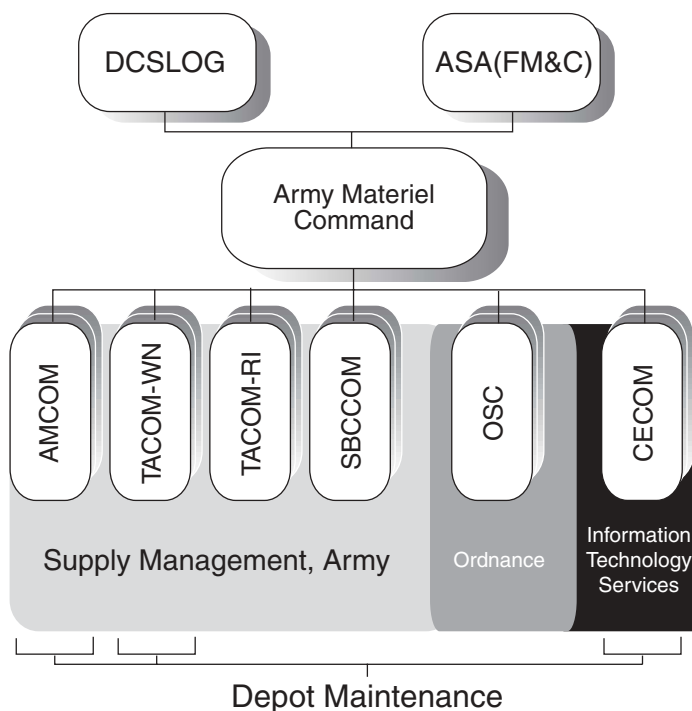 DCSLOG
ASA(FM&C)
Army Materiel
Command
AMCOM
TACOM-WN
TACOM-RI
SBCCOM
OSC
CECOM
Supply Management, Army
Ordnance
Information
Technology
Services
Depot Maintenance